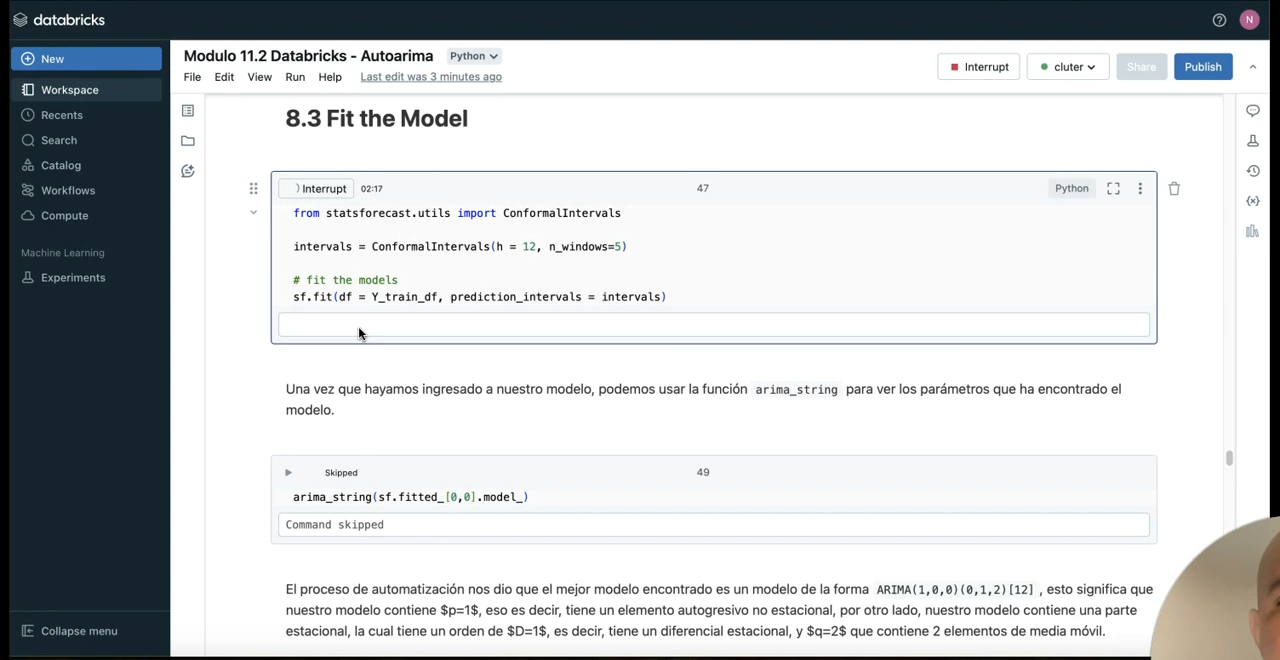 databricks
N
New
Workspace
Recents
Search
Catalog
Workflows
Compute
Machine Learning
Experiments
Collapse menu
Modulo 11.2 Databricks - Autoarima
Python
File Edit View Run Help Last edit was 3 minutes ago
Interrupt
cluter
Share
Publish
8.3 Fit the Model
Interrupt 02:17 47 Python
from statsforecast.utils import ConformalIntervals
intervals = ConformalIntervals(h = 12, n_windows=5)
# fit the models
sf.fit(df = Y_train_df, prediction_intervals = intervals)
Una vez que hayamos ingresado a nuestro modelo, podemos usar la función arima_string para ver los parámetros que ha encontrado el
modelo.
Skipped 49
arima_string(sf.fitted_[0,0].model_)
Command skipped
El proceso de automatización nos dio que el mejor modelo encontrado es un modelo de la forma ARIMA(1,0,0)(0,1,2)[12] , esto significa que
nuestro modelo contiene $p=1$, eso es decir, tiene un elemento autogresivo no estacional, por otro lado, nuestro modelo contiene una parte
estacional, la cual tiene un orden de $D=1$, es decir, tiene un diferencial estacional, y $q=2$ que contiene 2 elementos de media móvil.